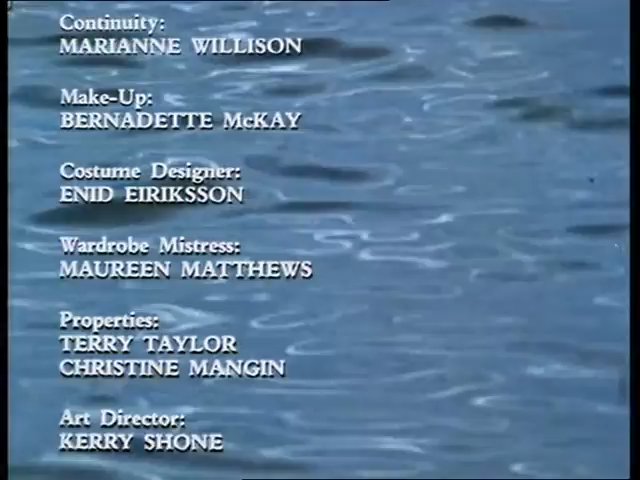 Continuity:
MARIANNE WILLISON
Make-Up:
BERNADETTE McKAY
Costume Designer:
ENID EIRIKSSON
Wardrobe Mistress:
MAUREEN MATTHEWS
Properties:
TERRY TAYLOR
CHRISTINE MANGIN
Art Director:
KERRY SHONE